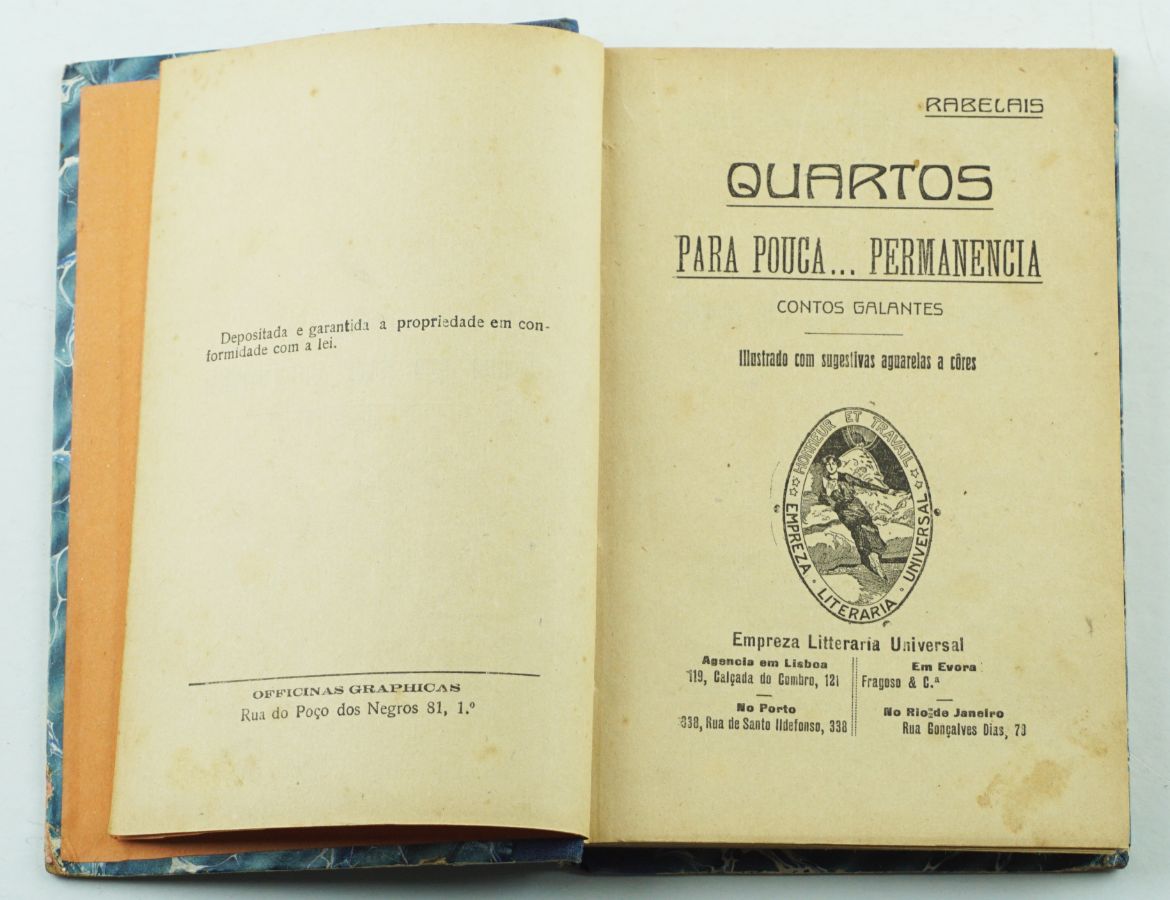 Depositada e garantida a propriedade em con-
formidade com a lei.
OFFICINAS GRAPHICAS
Rua do Poço dos Negros 81, 1.º
RABELAIS
QUARTOS
PARA POUCA... PERMANENCIA
CONTOS GALANTES
Illustrado com sugestivas aguarelas a côres
HONNEUR ET TRAVAIL
EMPREZA · LITERARIA · UNIVERSAL
Empreza Litteraria Universal
Agencia em Lisboa
119, Calçada do Combro, 121
No Porto
338, Rua de Santo Ildefonso, 338
Em Evora
Fragoso & C.ª
No Rio de Janeiro
Rua Gonçalves Dias, 79